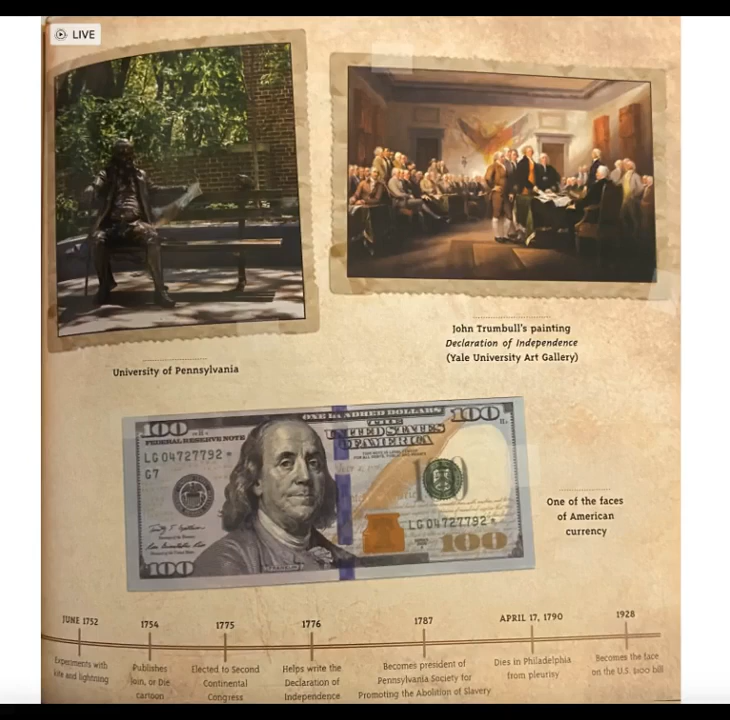 LIVE
University of Pennsylvania
John Trumbull's painting
Declaration of Independence
(Yale University Art Gallery)
100
FEDERAL RESERVE NOTE
ONE HUNDRED DOLLARS
THE
UNITED STATES
OF AMERICA
100
LG 04727792 *
G7
100
LG 04727792 *
100
100
One of the faces
of American
currency
JUNE 1752
Experiments with
kite and lightning
1754
Publishes
Join, or Die
cartoon
1775
Elected to Second
Continental
Congress
1776
Helps write the
Declaration of
Independence
1787
Becomes president of
Pennsylvania Society for
Promoting the Abolition of Slavery
APRIL 17, 1790
Dies in Philadelphia
from pleurisy
1928
Becomes the face
on the U.S. $100 bill